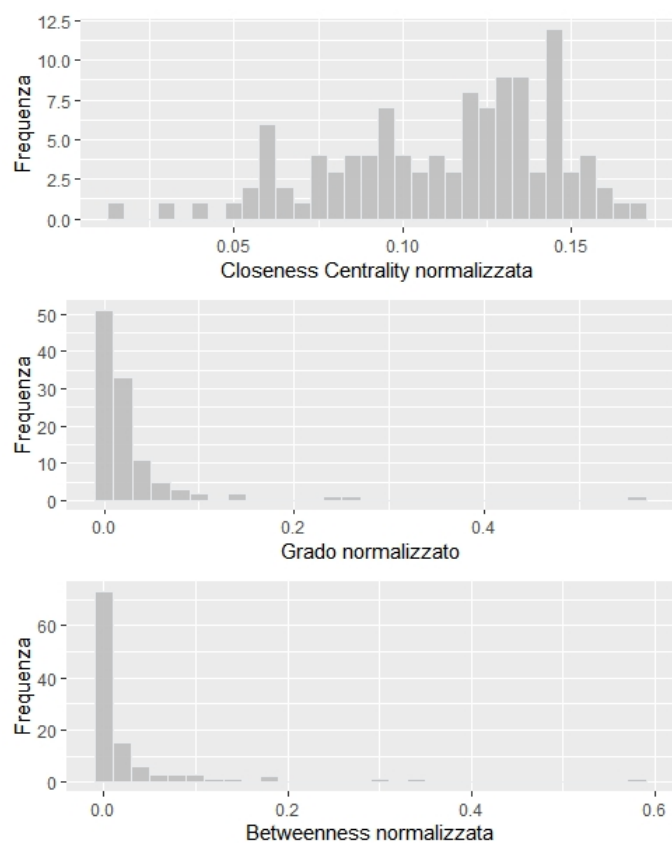 12.5
10.0
7.5
5.0
2.5
0.0
Frequenza
0.05 0.10 0.15
Closeness Centrality normalizzata
50
40
30
20
10
0
Frequenza
0.0 0.2 0.4
Grado normalizzato
60
40
20
0
Frequenza
0.0 0.2 0.4 0.6
Betweenness normalizzata